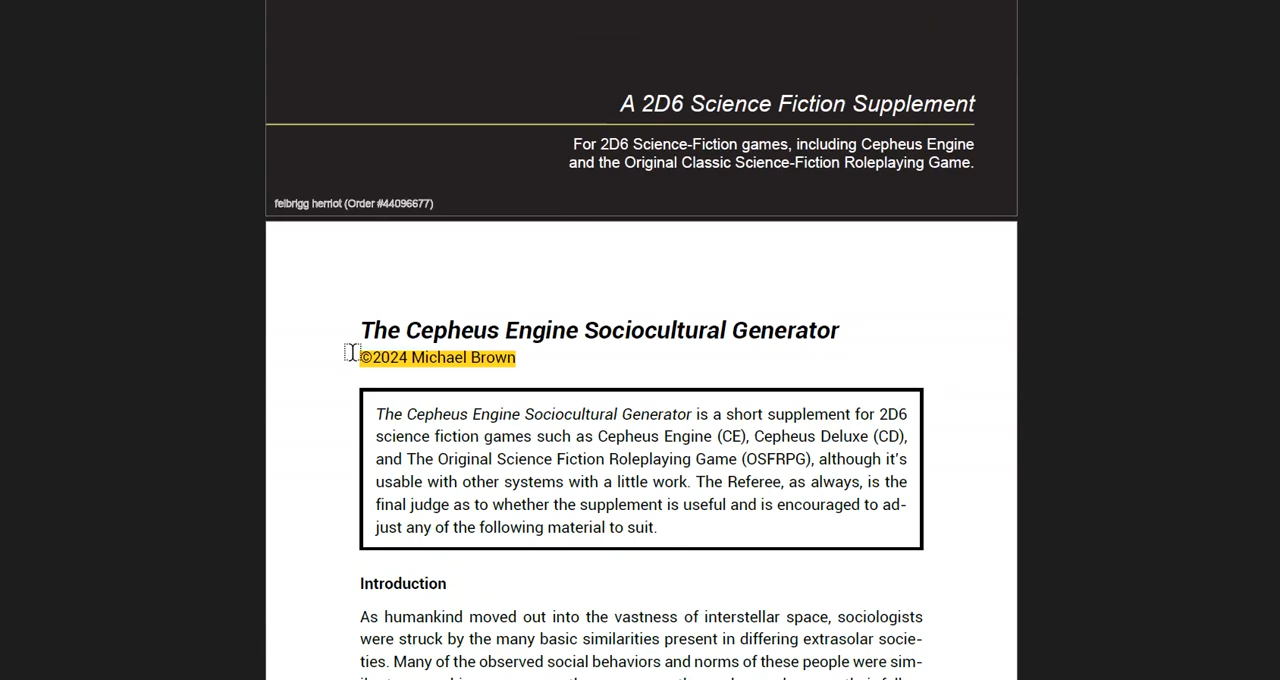 A 2D6 Science Fiction Supplement
For 2D6 Science-Fiction games, including Cepheus Engine
and the Original Classic Science-Fiction Roleplaying Game.
felbrigg herriot (Order #44096677)
The Cepheus Engine Sociocultural Generator
©2024 Michael Brown
The Cepheus Engine Sociocultural Generator is a short supplement for 2D6
science fiction games such as Cepheus Engine (CE), Cepheus Deluxe (CD),
and The Original Science Fiction Roleplaying Game (OSFRPG), although it's
usable with other systems with a little work. The Referee, as always, is the
final judge as to whether the supplement is useful and is encouraged to ad-
just any of the following material to suit.
Introduction
As humankind moved out into the vastness of interstellar space, sociologists
were struck by the many basic similarities present in differing extrasolar socie-
ties. Many of the observed social behaviors and norms of these people were sim-